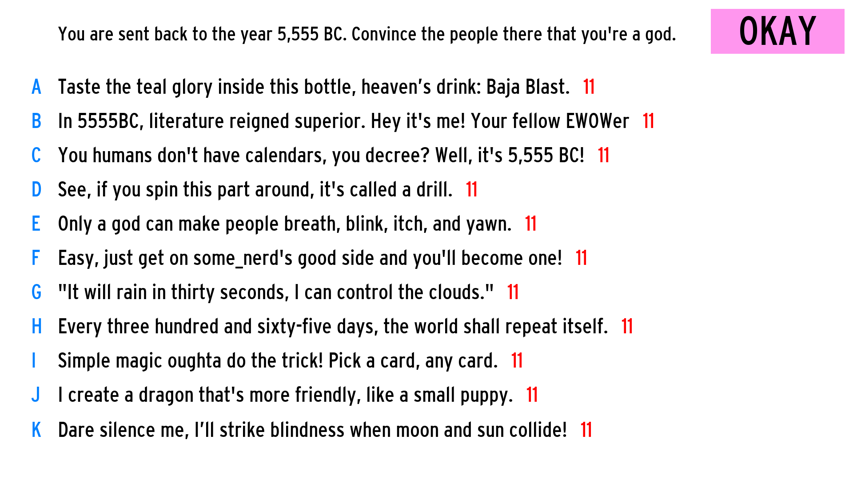 You are sent back to the year 5,555 BC. Convince the people there that you're a god.
OKAY
A Taste the teal glory inside this bottle, heaven’s drink: Baja Blast. 11
B In 5555BC, literature reigned superior. Hey it's me! Your fellow EWOWer 11
C You humans don't have calendars, you decree? Well, it's 5,555 BC! 11
D See, if you spin this part around, it's called a drill. 11
E Only a god can make people breath, blink, itch, and yawn. 11
F Easy, just get on some_nerd's good side and you'll become one! 11
G "It will rain in thirty seconds, I can control the clouds." 11
H Every three hundred and sixty-five days, the world shall repeat itself. 11
I Simple magic oughta do the trick! Pick a card, any card. 11
J I create a dragon that's more friendly, like a small puppy. 11
K Dare silence me, I’ll strike blindness when moon and sun collide! 11